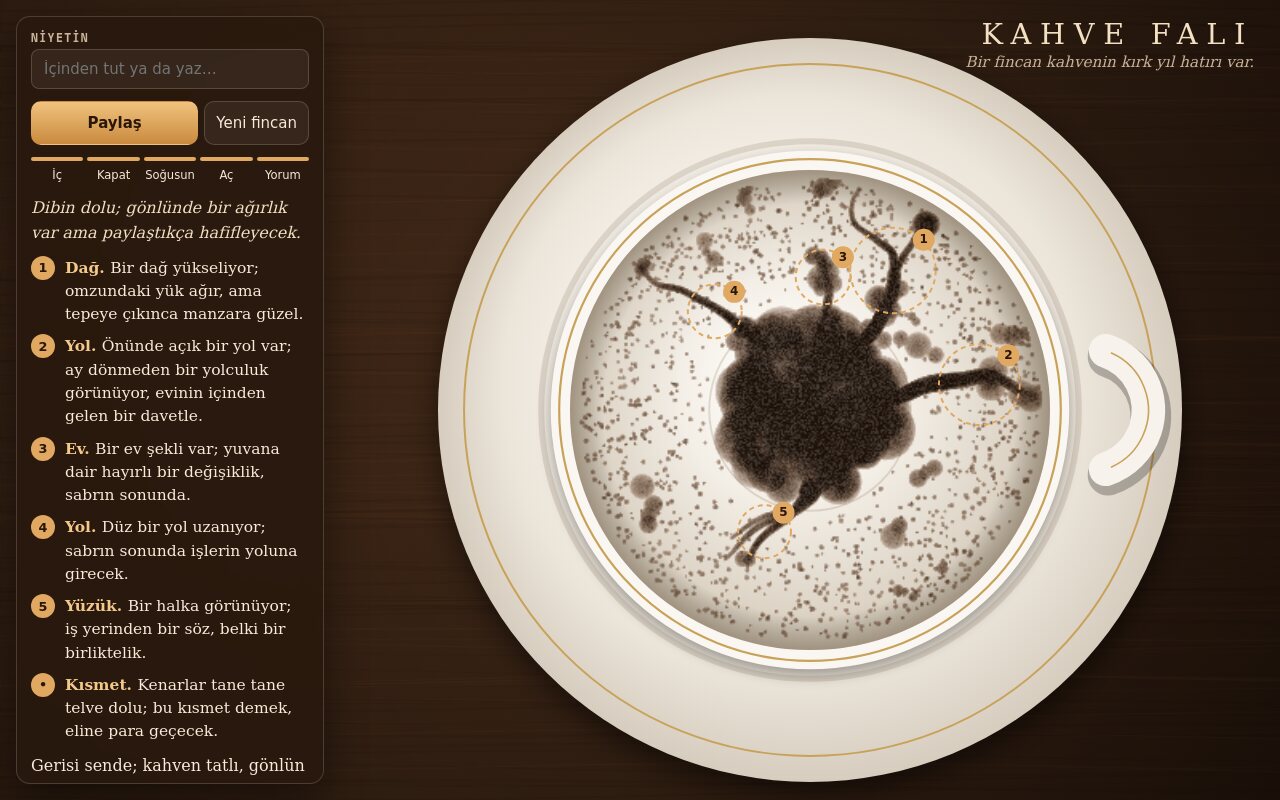 NİYETİN
İçinden tut ya da yaz...
Paylaş
Yeni fincan
İç
Kapat
Soğusun
Aç
Yorum
Dibin dolu; gönlünde bir ağırlık
var ama paylaştıkça hafifleyecek.
1 Dağ. Bir dağ yükseliyor;
omzundaki yük ağır, ama
tepeye çıkınca manzara güzel.
2 Yol. Önünde açık bir yol var;
ay dönmeden bir yolculuk
görünüyor, evinin içinden
gelen bir davetle.
3 Ev. Bir ev şekli var; yuvana
dair hayırlı bir değişiklik,
sabrın sonunda.
4 Yol. Düz bir yol uzanıyor;
sabrın sonunda işlerin yoluna
girecek.
5 Yüzük. Bir halka görünüyor;
iş yerinden bir söz, belki bir
birliktelik.
• Kısmet. Kenarlar tane tane
telve dolu; bu kısmet demek,
eline para geçecek.
Gerisi sende; kahven tatlı, gönlün
KAHVE FALI
Bir fincan kahvenin kırk yıl hatırı var.
1
3
4
2
5